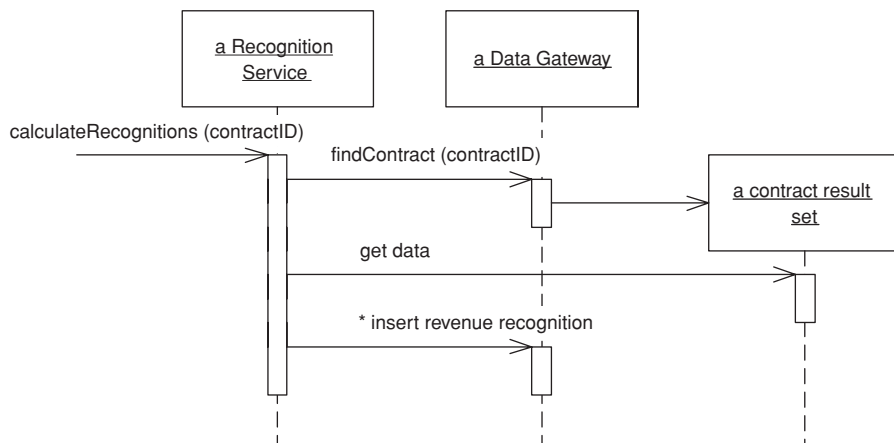 a Recognition
Service
a Data Gateway
calculateRecognitions (contractID)
findContract (contractID)
a contract result
set
get data
* insert revenue recognition